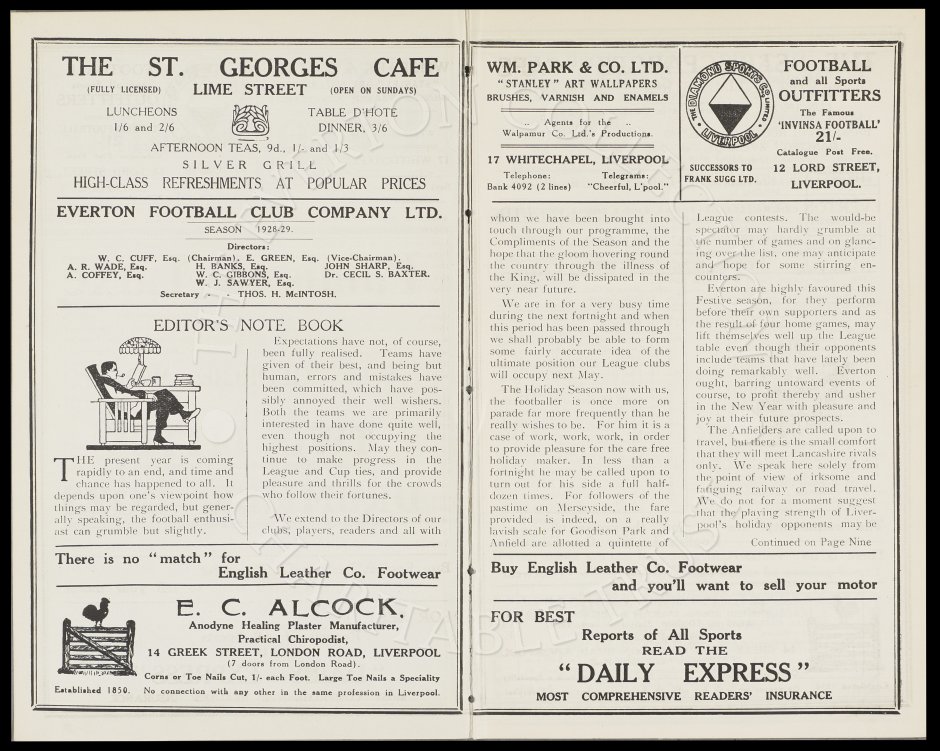 THE ST. GEORGES CAFE
(FULLY LICENSED) LIME STREET (OPEN ON SUNDAYS)
LUNCHEONS
1/6 and 2/6
TABLE D'HOTE
DINNER, 3/6
AFTERNOON TEAS, 9d., 1/- and 1/3
SILVER GRILL
HIGH-CLASS REFRESHMENTS AT POPULAR PRICES
EVERTON FOOTBALL CLUB COMPANY LTD.
SEASON 1928-29.
Directors:
W. C. CUFF, Esq. (Chairman). E. GREEN, Esq. (Vice-Chairman).
A. R. WADE, Esq. H. BANKS, Esq. JOHN SHARP, Esq.
A. COFFEY, Esq. W. C. GIBBONS, Esq. Dr. CECIL S. BAXTER.
W. J. SAWYER, Esq.
Secretary - - THOS. H. McINTOSH.
EDITOR'S NOTE BOOK
THE present year is coming
rapidly to an end, and time and
chance has happened to all. It
depends upon one's viewpoint how
things may be regarded, but gener-
ally speaking, the football enthusi-
ast can grumble but slightly.
Expectations have not, of course,
been fully realised. Teams have
given of their best, and being but
human, errors and mistakes have
been committed, which have pos-
sibly annoyed their well wishers.
Both the teams we are primarily
interested in have done quite well,
even though not occupying the
highest positions. May they con-
tinue to make progress in the
League and Cup ties, and provide
pleasure and thrills for the crowds
who follow their fortunes.
We extend to the Directors of our
clubs, players, readers and all with
There is no "match" for
English Leather Co. Footwear
E. C. ALCOCK,
Anodyne Healing Plaster Manufacturer,
Practical Chiropodist,
14 GREEK STREET, LONDON ROAD, LIVERPOOL
(7 doors from London Road).
Corns or Toe Nails Cut, 1/- each Foot. Large Toe Nails a Speciality
Established 1850. No connection with any other in the same profession in Liverpool.
WM. PARK & CO. LTD.
"STANLEY" ART WALLPAPERS
BRUSHES, VARNISH AND ENAMELS
.. Agents for the ..
Walpamur Co. Ltd.'s Productions.
17 WHITECHAPEL, LIVERPOOL
Telephone: Telegrams:
Bank 4092 (2 lines) "Cheerful, L'pool."
THE DIAMOND SPORTS Co. LIMITED
LIVERPOOL
SUCCESSORS TO
FRANK SUGG LTD.
FOOTBALL
and all Sports
OUTFITTERS
The Famous
'INVINSA FOOTBALL'
21/-
Catalogue Post Free.
12 LORD STREET,
LIVERPOOL.
whom we have been brought into
touch through our programme, the
Compliments of the Season and the
hope that the gloom hovering round
the country through the illness of
the King, will be dissipated in the
very near future.
We are in for a very busy time
during the next fortnight and when
this period has been passed through
we shall probably be able to form
some fairly accurate idea of the
ultimate position our League clubs
will occupy next May.
The Holiday Season now with us,
the footballer is once more on
parade far more frequently than he
really wishes to be. For him it is a
case of work, work, work, in order
to provide pleasure for the care free
holiday maker. In less than a
fortnight he may be called upon to
turn out for his side a full half-
dozen times. For followers of the
pastime on Merseyside, the fare
provided is indeed, on a really
lavish scale for Goodison Park and
Anfield are allotted a quintette of
League contests. The would-be
spectator may hardly grumble at
the number of games and on glanc-
ing over the list, one may anticipate
and hope for some stirring en-
counters.
Everton are highly favoured this
Festive season, for they perform
before their own supporters and as
the result of our home games, may
lift themselves well up the League
table even though their opponents
include teams that have lately been
doing remarkably well. Everton
ought, barring untoward events of
course, to profit thereby and usher
in the New Year with pleasure and
joy at their future prospects.
The Anfielders are called upon to
travel, but there is the small comfort
that they will meet Lancashire rivals
only. We speak here solely from
the point of view of irksome and
fatiguing railway or road travel.
We do not for a moment suggest
that the playing strength of Liver-
pool's holiday opponents may be
Continued on Page Nine
Buy English Leather Co. Footwear
and you'll want to sell your motor
FOR BEST
Reports of All Sports
READ THE
"DAILY EXPRESS"
MOST COMPREHENSIVE READERS' INSURANCE